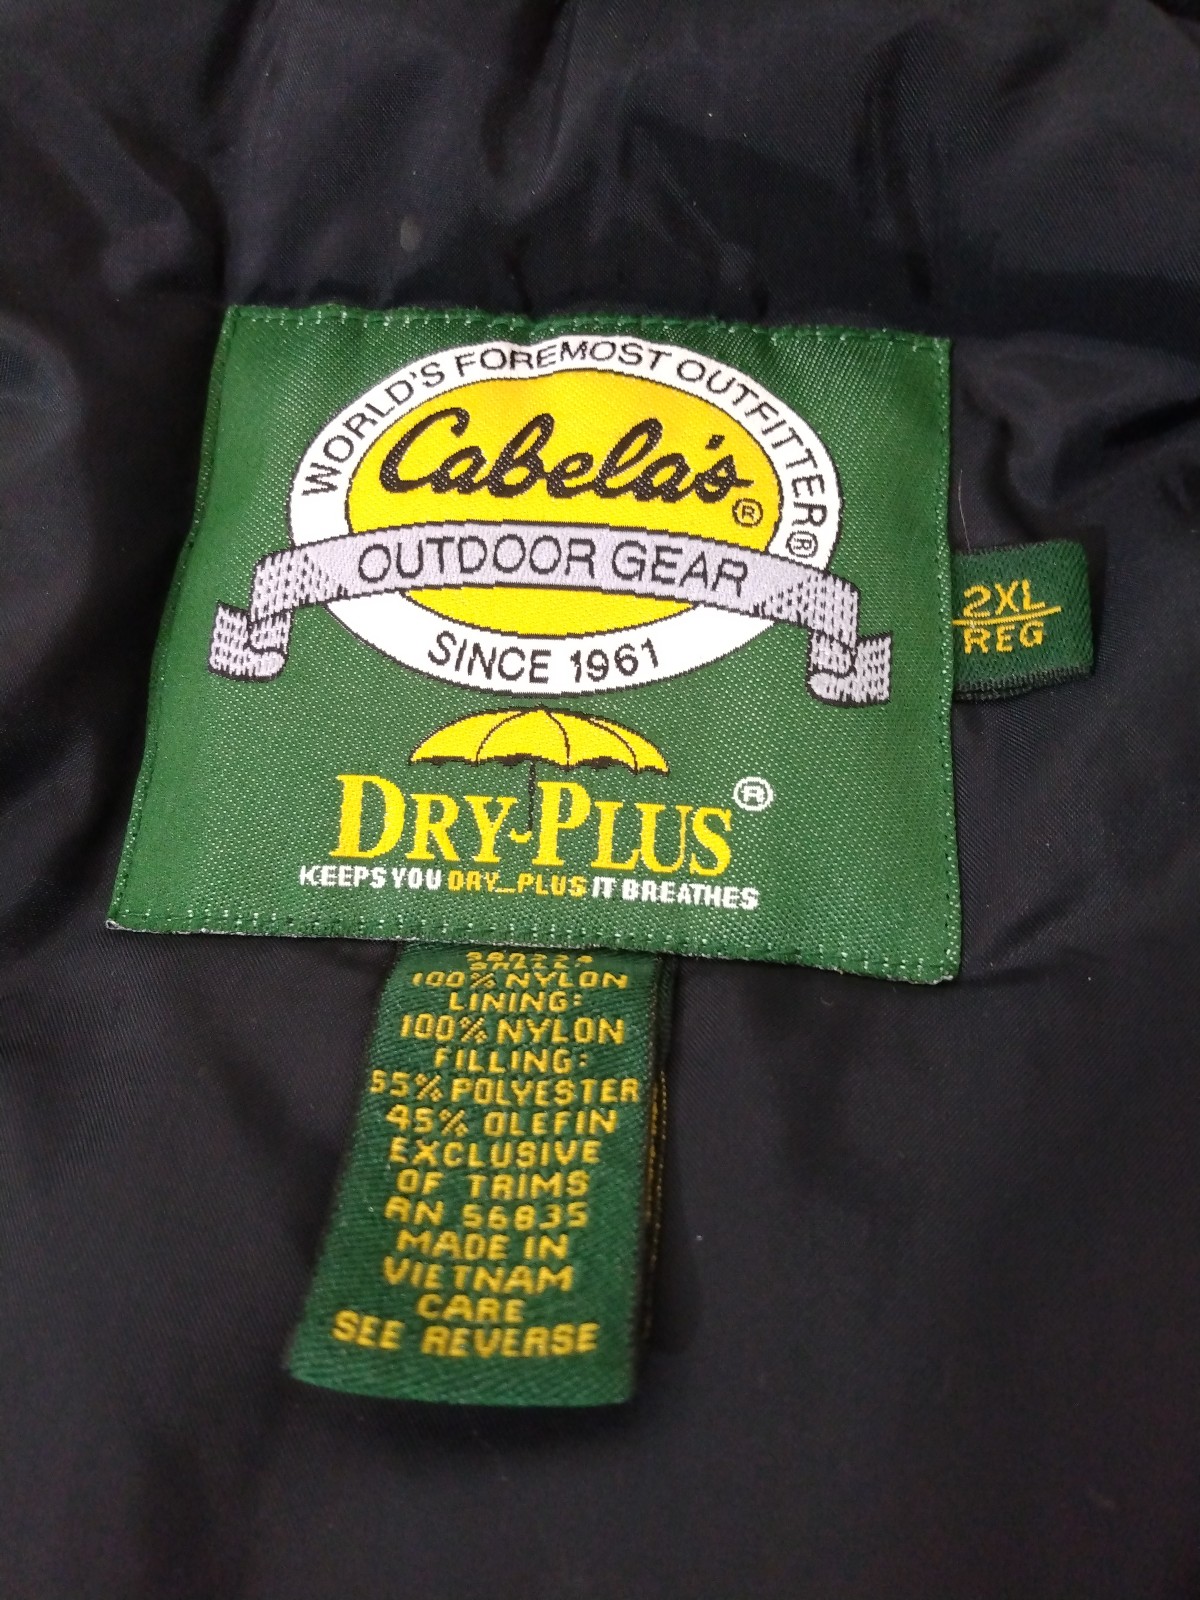 WORLD'S FOREMOST OUTFITTER®
Cabela's®
OUTDOOR GEAR
SINCE 1961
2XL
REG
DRY-PLUS®
KEEPS YOU DRY_PLUS IT BREATHES
100% NYLON
LINING:
100% NYLON
FILLING:
55% POLYESTER
45% OLEFIN
EXCLUSIVE
OF TRIMS
RN 56835
MADE IN
VIETNAM
CARE
SEE REVERSE